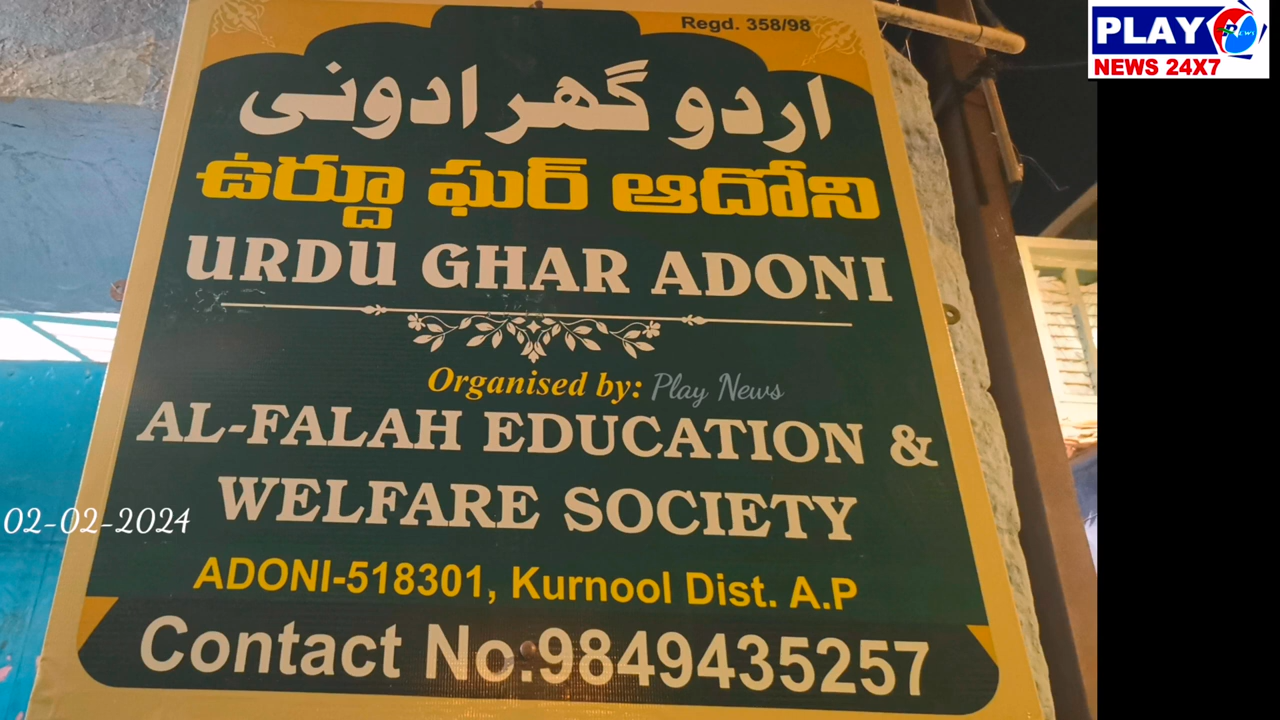 PLAY NEWS
NEWS 24X7
Regd. 358/98
اردو گھر ادونی
ఉర్దూ ఘర్ ఆదోని
URDU GHAR ADONI
Organised by: Play News
AL-FALAH EDUCATION &
WELFARE SOCIETY
02-02-2024
ADONI-518301, Kurnool Dist. A.P
Contact No.9849435257